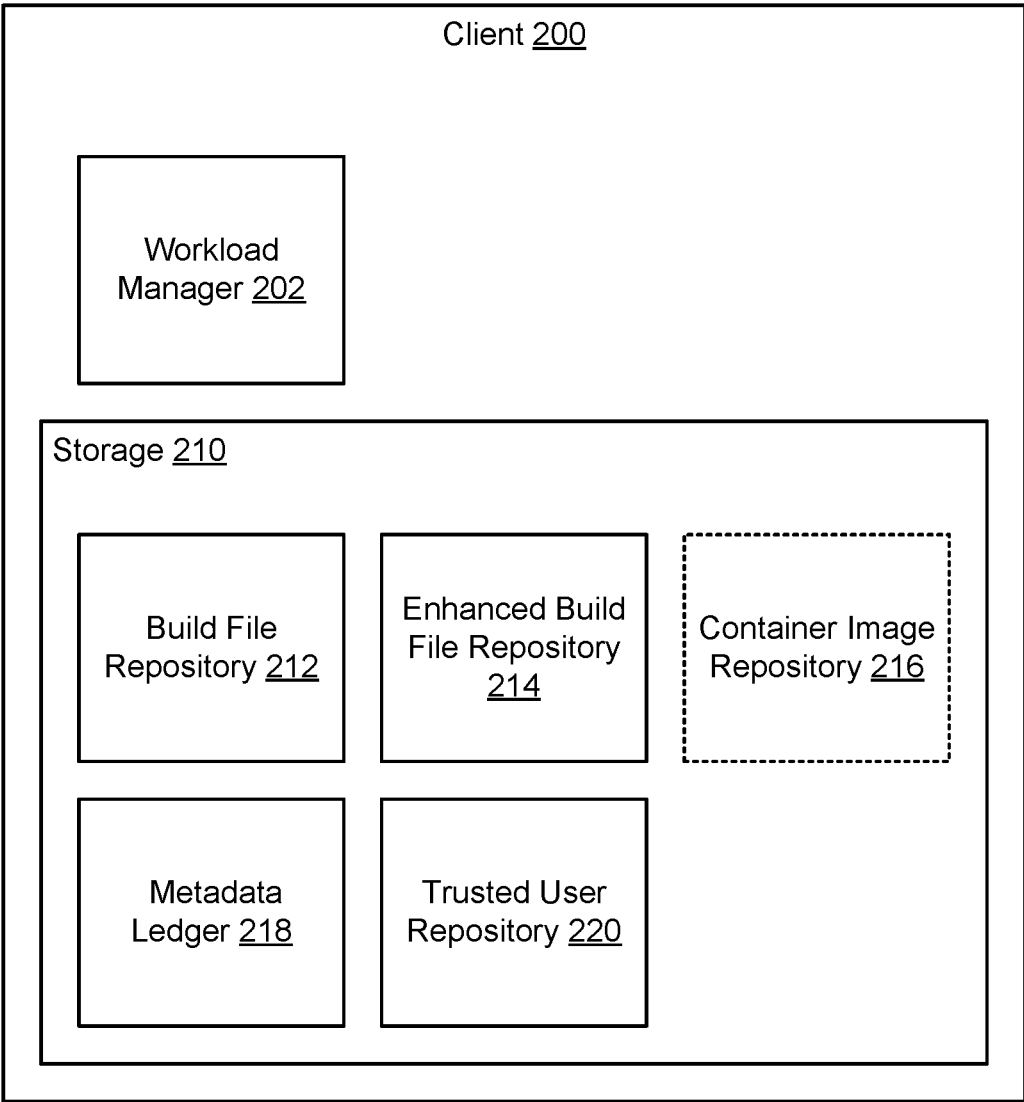 Client 200
Workload
Manager 202
Storage 210
Build File
Repository 212
Enhanced Build
File Repository
214
Container Image
Repository 216
Metadata
Ledger 218
Trusted User
Repository 220